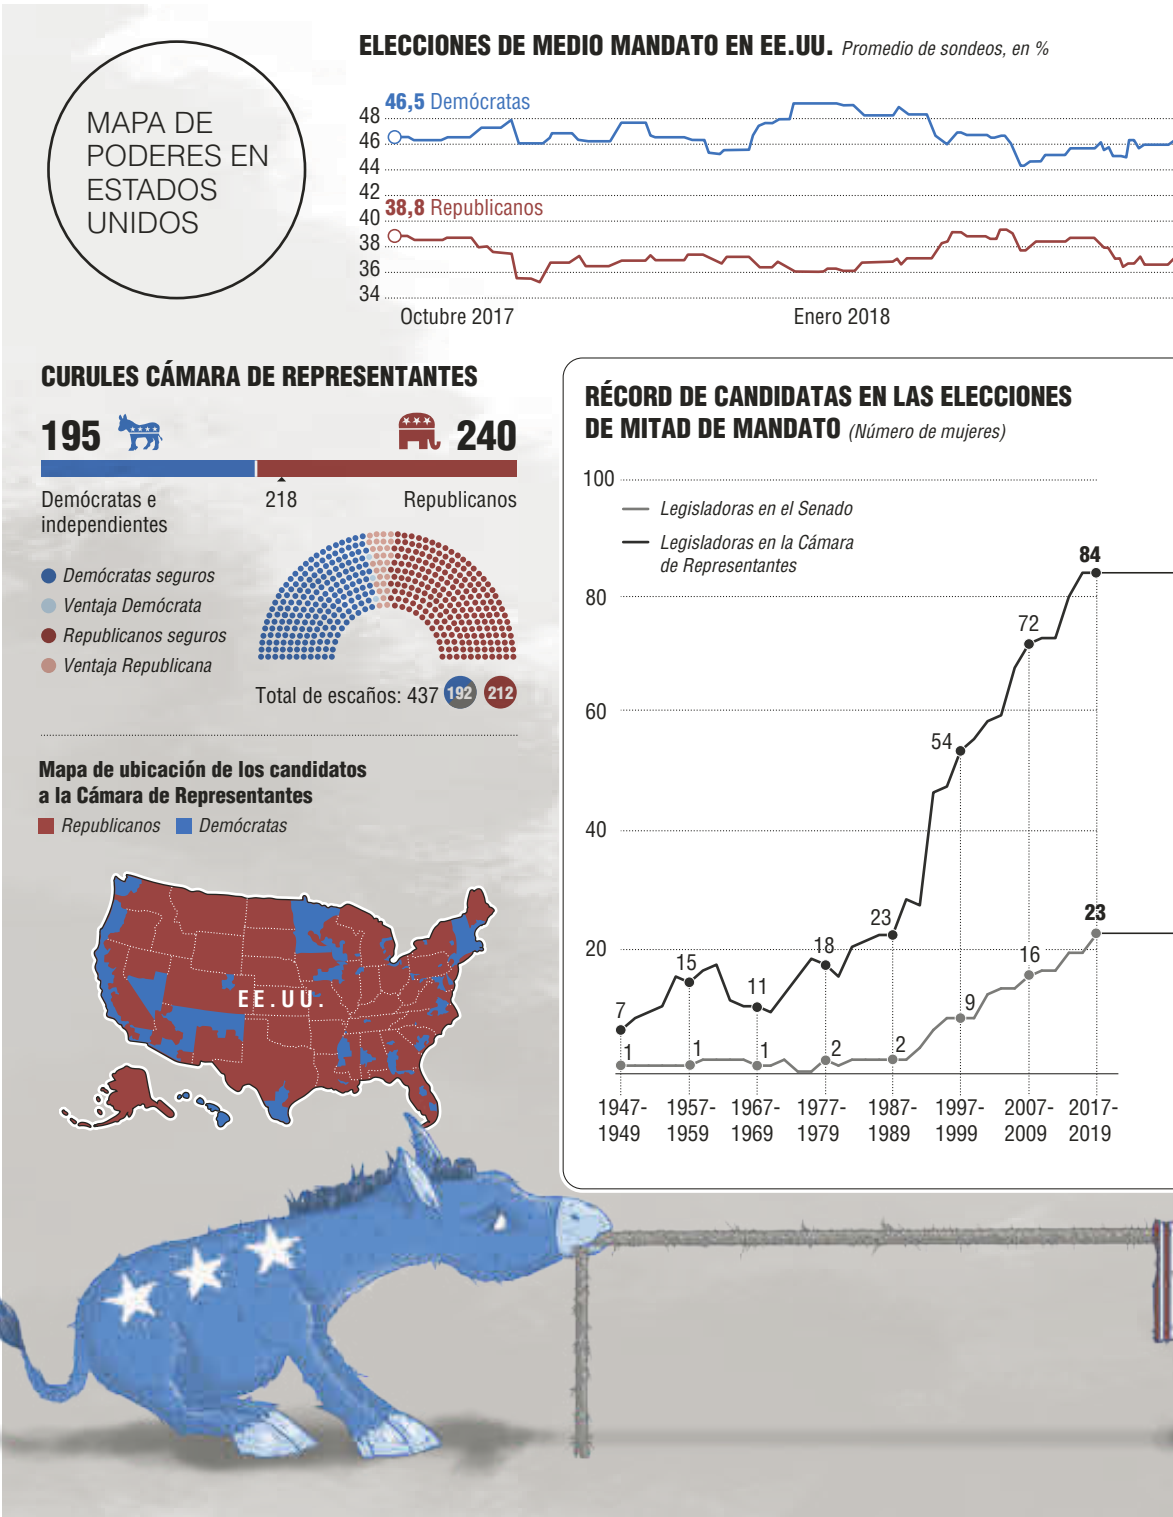 MAPA DE
PODERES EN
ESTADOS
UNIDOS
ELECCIONES DE MEDIO MANDATO EN EE.UU. Promedio de sondeos, en %
46,5 Demócratas
48
46
44
42
40
38,8 Republicanos
38
36
34
Octubre 2017
Enero 2018
CURULES CÁMARA DE REPRESENTANTES
195
240
Demócratas e
independientes
218
Republicanos
Demócratas seguros
Ventaja Demócrata
Republicanos seguros
Ventaja Republicana
Total de escaños: 437 192 212
Mapa de ubicación de los candidatos
a la Cámara de Representantes
Republicanos Demócratas
EE.UU.
RÉCORD DE CANDIDATAS EN LAS ELECCIONES
DE MITAD DE MANDATO (Número de mujeres)
100
Legisladoras en el Senado
Legisladoras en la Cámara
de Representantes
84
80
72
60
54
40
23
23
20
18
16
15
11
9
7
1
1
1
2
2
1947-
1949
1957-
1959
1967-
1969
1977-
1979
1987-
1989
1997-
1999
2007-
2009
2017-
2019